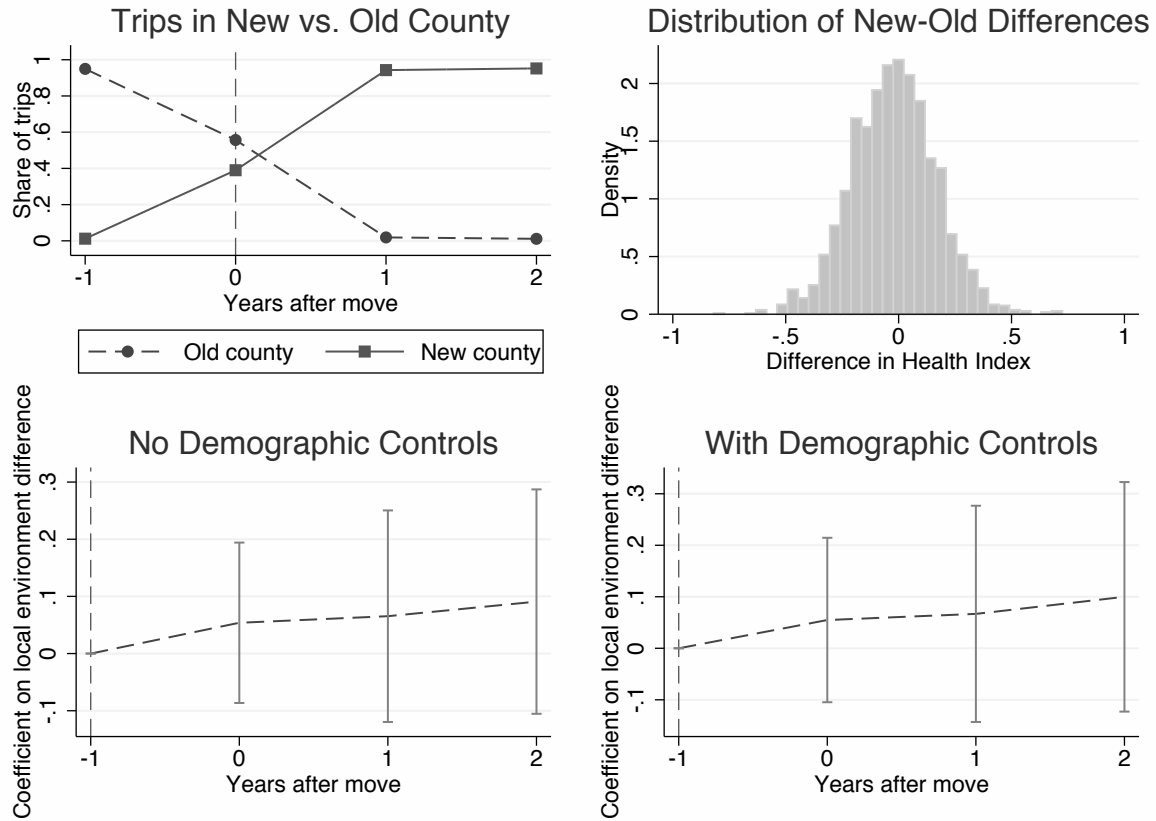 Trips in New vs. Old County
Share of trips
1
.8
.6
.4
.2
0
-1 0 1 2
Years after move
Old county New county
Distribution of New-Old Differences
Density
2
1.5
1
.5
0
-1 -.5 0 .5 1
Difference in Health Index
No Demographic Controls
Coefficient on local environment difference
.3
.2
.1
0
-.1
-1 0 1 2
Years after move
With Demographic Controls
Coefficient on local environment difference
.3
.2
.1
0
-.1
-1 0 1 2
Years after move